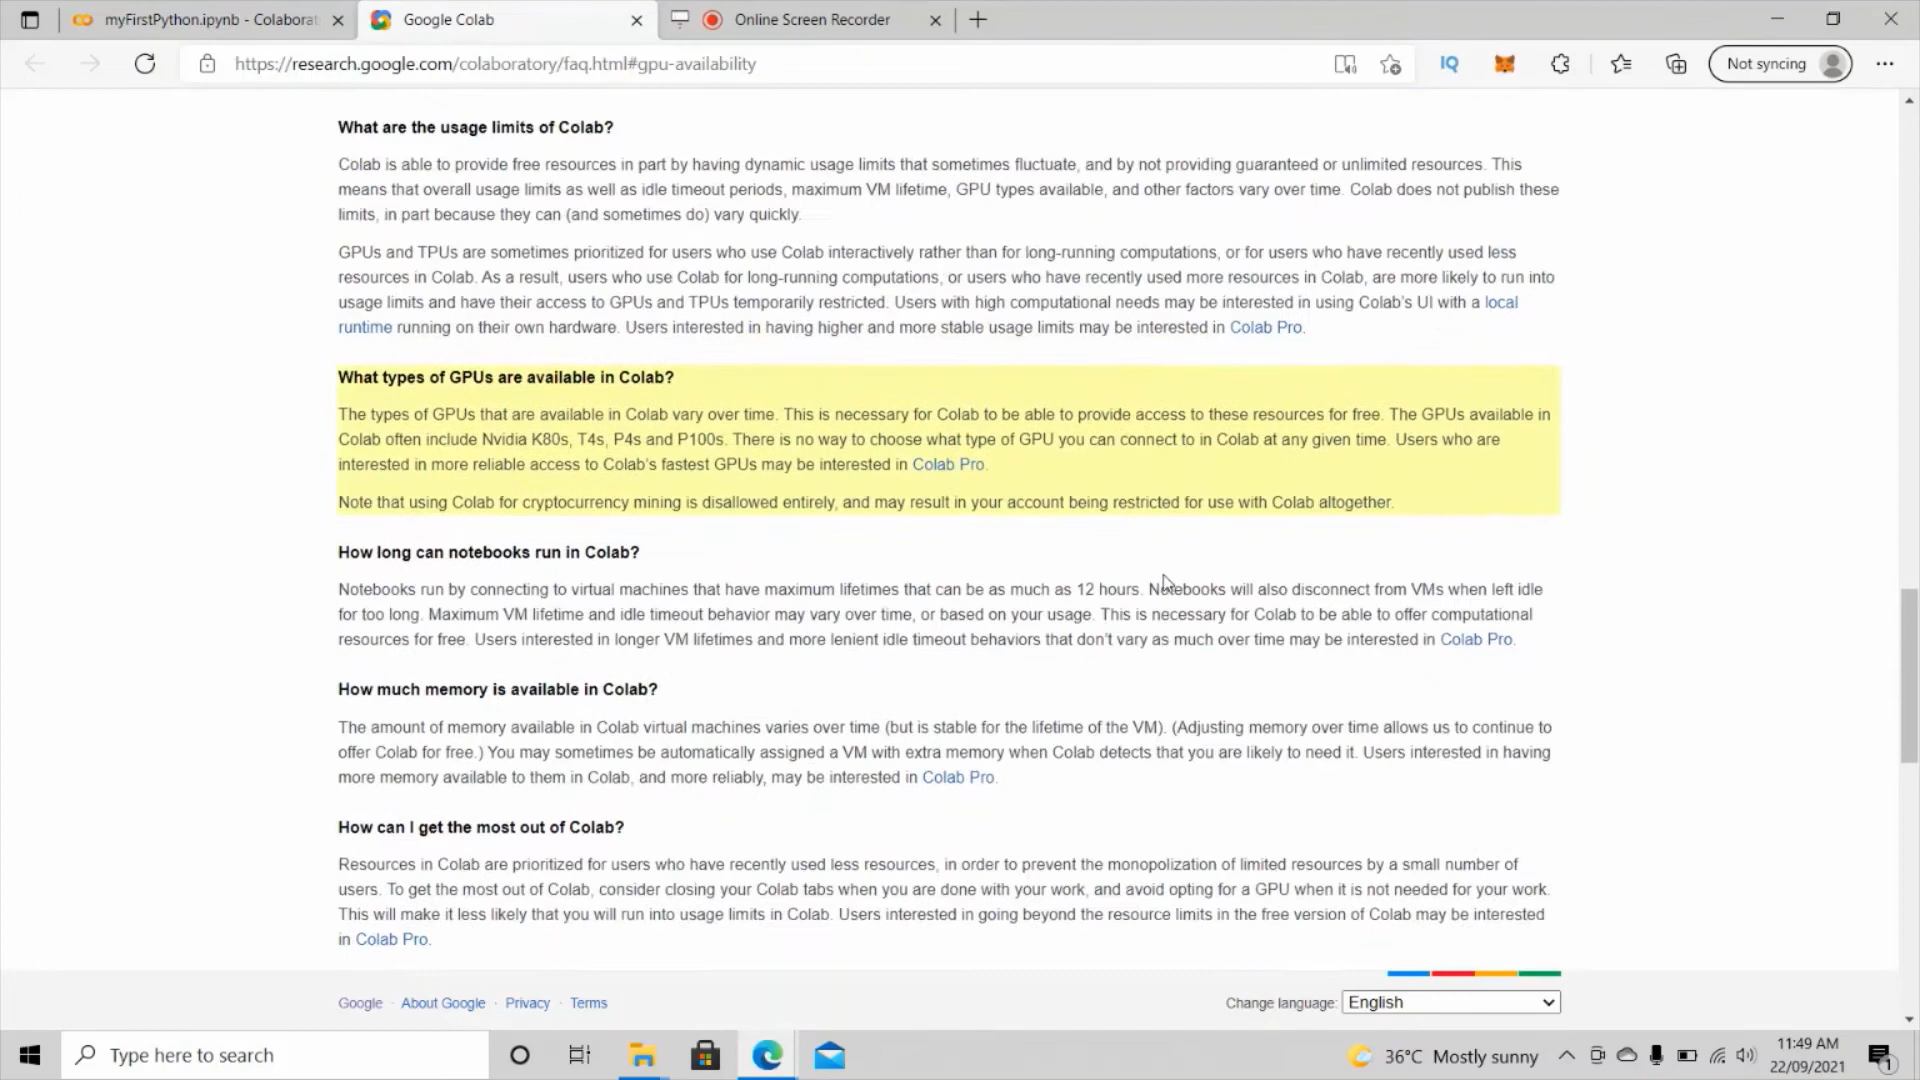 myFirstPython.ipynb - Colaborat
Google Colab
Online Screen Recorder
https://research.google.com/colaboratory/faq.html#gpu-availability
IQ
Not syncing
What are the usage limits of Colab?
Colab is able to provide free resources in part by having dynamic usage limits that sometimes fluctuate, and by not providing guaranteed or unlimited resources. This
means that overall usage limits as well as idle timeout periods, maximum VM lifetime, GPU types available, and other factors vary over time. Colab does not publish these
limits, in part because they can (and sometimes do) vary quickly.
GPUs and TPUs are sometimes prioritized for users who use Colab interactively rather than for long-running computations, or for users who have recently used less
resources in Colab. As a result, users who use Colab for long-running computations, or users who have recently used more resources in Colab, are more likely to run into
usage limits and have their access to GPUs and TPUs temporarily restricted. Users with high computational needs may be interested in using Colab's UI with a local
runtime running on their own hardware. Users interested in having higher and more stable usage limits may be interested in Colab Pro.
What types of GPUs are available in Colab?
The types of GPUs that are available in Colab vary over time. This is necessary for Colab to be able to provide access to these resources for free. The GPUs available in
Colab often include Nvidia K80s, T4s, P4s and P100s. There is no way to choose what type of GPU you can connect to in Colab at any given time. Users who are
interested in more reliable access to Colab's fastest GPUs may be interested in Colab Pro.
Note that using Colab for cryptocurrency mining is disallowed entirely, and may result in your account being restricted for use with Colab altogether.
How long can notebooks run in Colab?
Notebooks run by connecting to virtual machines that have maximum lifetimes that can be as much as 12 hours. Notebooks will also disconnect from VMs when left idle
for too long. Maximum VM lifetime and idle timeout behavior may vary over time, or based on your usage. This is necessary for Colab to be able to offer computational
resources for free. Users interested in longer VM lifetimes and more lenient idle timeout behaviors that don't vary as much over time may be interested in Colab Pro.
How much memory is available in Colab?
The amount of memory available in Colab virtual machines varies over time (but is stable for the lifetime of the VM). (Adjusting memory over time allows us to continue to
offer Colab for free.) You may sometimes be automatically assigned a VM with extra memory when Colab detects that you are likely to need it. Users interested in having
more memory available to them in Colab, and more reliably, may be interested in Colab Pro.
How can I get the most out of Colab?
Resources in Colab are prioritized for users who have recently used less resources, in order to prevent the monopolization of limited resources by a small number of
users. To get the most out of Colab, consider closing your Colab tabs when you are done with your work, and avoid opting for a GPU when it is not needed for your work.
This will make it less likely that you will run into usage limits in Colab. Users interested in going beyond the resource limits in the free version of Colab may be interested
in Colab Pro.
Google · About Google · Privacy · Terms
Change language: English
Type here to search
36°C Mostly sunny
11:49 AM
22/09/2021
1